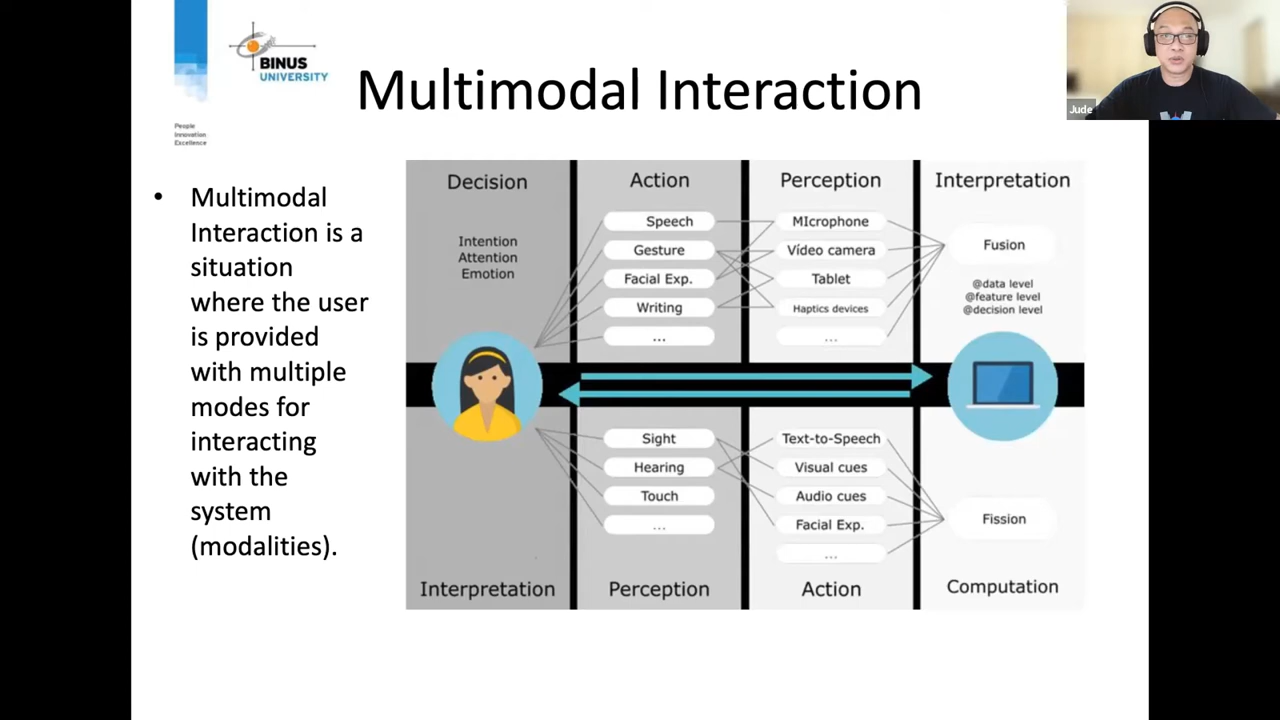 BINUS
UNIVERSITY
People
Innovation
Excellence
Multimodal Interaction
Jude
• Multimodal
Interaction is a
situation
where the user
is provided
with multiple
modes for
interacting
with the
system
(modalities).
Decision
Intention
Attention
Emotion
Action
Speech
Gesture
Facial Exp.
Writing
...
Perception
MIcrophone
Vídeo camera
Tablet
Haptics devices
...
Interpretation
Fusion
@data level
@feature level
@decision level
Interpretation
Sight
Hearing
Touch
...
Perception
Text-to-Speech
Visual cues
Audio cues
Facial Exp.
...
Action
Fission
Computation